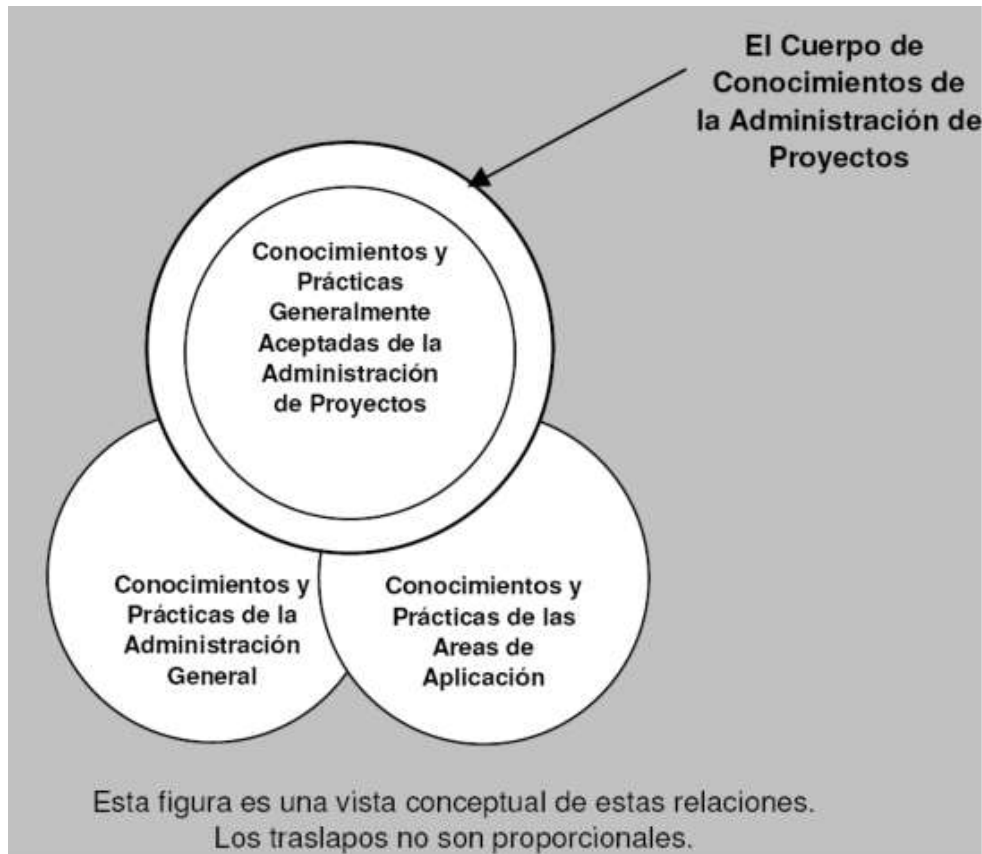 El Cuerpo de
Conocimientos de
la Administración de
Proyectos
Conocimientos y
Prácticas
Generalmente
Aceptadas de la
Administración
de Proyectos
Conocimientos y
Prácticas de la
Administración
General
Conocimientos y
Prácticas de las
Areas de
Aplicación
Esta figura es una vista conceptual de estas relaciones.
Los traslapos no son proporcionales.